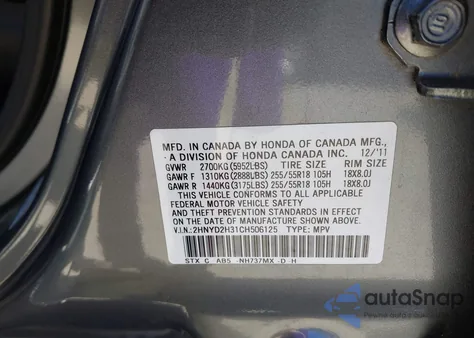 MFD. IN CANADA BY HONDA OF CANADA MFG.,
A DIVISION OF HONDA CANADA INC. 12/'11
GVWR 2700KG(5952LBS) TIRE SIZE RIM SIZE
GAWR F 1310KG(2888LBS) 255/55R18 105H 18X8.0J
GAWR R 1440KG(3175LBS) 255/55R18 105H 18X8.0J
THIS VEHICLE CONFORMS TO ALL APPLICABLE
FEDERAL MOTOR VEHICLE SAFETY
STANDARDS IN EFFECT ON THE
DATE OF MANUFACTURE SHOWN ABOVE.
V.I.N.:2HNYD2H31CH506125 TYPE: MPV
STX C AB5 -NH737MX -D -H
autoSnap